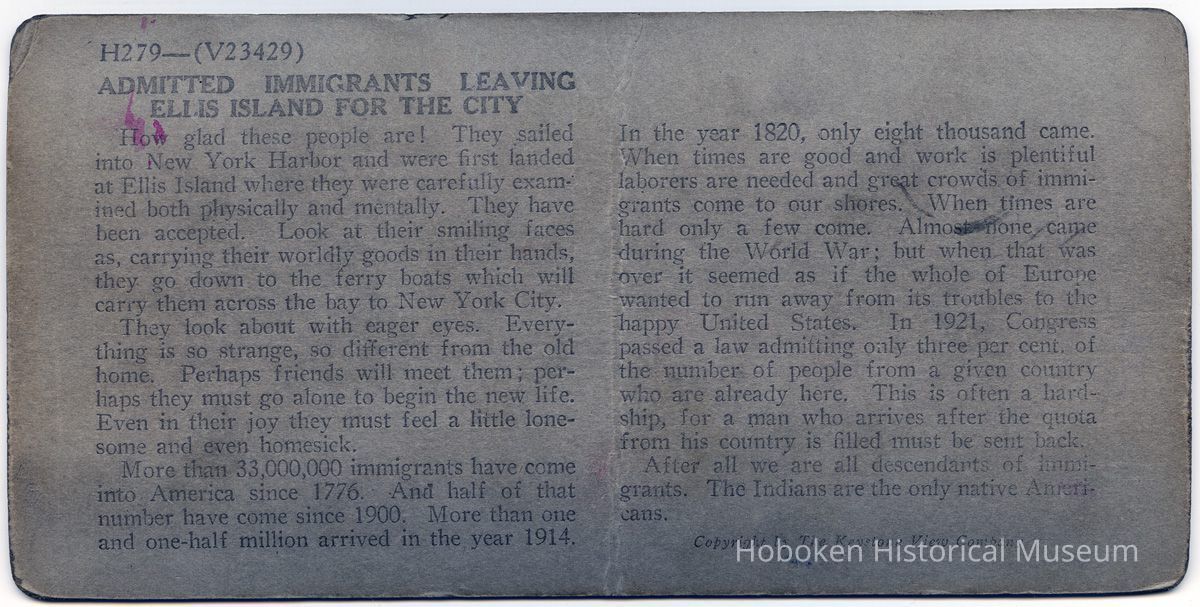 H279—(V23429)
ADMITTED IMMIGRANTS LEAVING
ELLIS ISLAND FOR THE CITY
How glad these people are! They sailed
into New York Harbor and were first landed
at Ellis Island where they were carefully exam-
ined both physically and mentally. They have
been accepted. Look at their smiling faces
as, carrying their worldly goods in their hands,
they go down to the ferry boats which will
carry them across the bay to New York City.
They look about with eager eyes. Every-
thing is so strange, so different from the old
home. Perhaps friends will meet them; per-
haps they must go alone to begin the new life.
Even in their joy they must feel a little lone-
some and even homesick.
More than 33,000,000 immigrants have come
into America since 1776. And half of that
number have come since 1900. More than one
and one-half million arrived in the year 1914.
In the year 1820, only eight thousand came.
When times are good and work is plentiful
laborers are needed and great crowds of immi-
grants come to our shores. When times are
hard only a few come. Almost none came
during the World War; but when that was
over it seemed as if the whole of Europe
wanted to run away from its troubles to the
happy United States. In 1921, Congress
passed a law admitting only three per cent. of
the number of people from a given country
who are already here. This is often a hard-
ship, for a man who arrives after the quota
from his country is filled must be sent back.
After all we are all descendants of immi-
grants. The Indians are the only native Ameri-
cans.
Copyright by The Keystone View Company
Hoboken Historical Museum